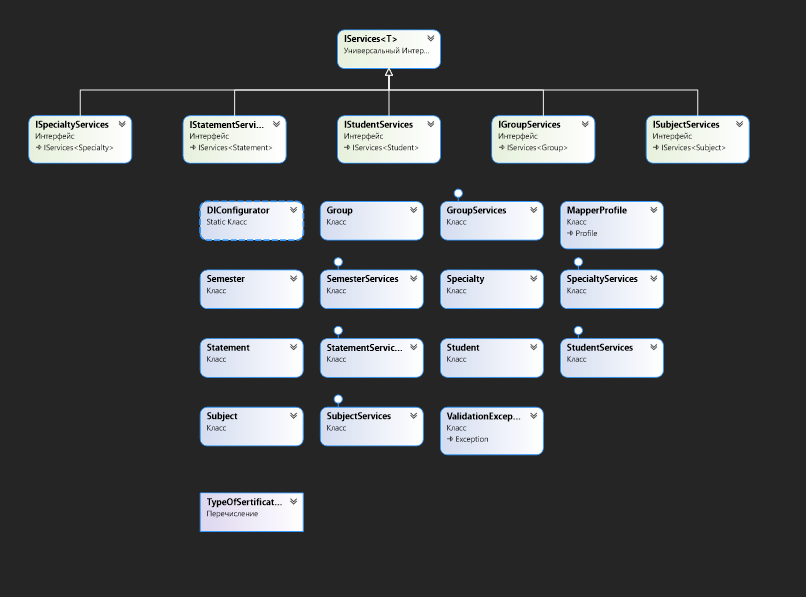 IServices<T>
Универсальный Интер...
ISpecialtyServices
Интерфейс
IServices<Specialty>
IStatementServi...
Интерфейс
IServices<Statement>
IStudentServices
Интерфейс
IServices<Student>
IGroupServices
Интерфейс
IServices<Group>
ISubjectServices
Интерфейс
IServices<Subject>
DIConfigurator
Static Класс
Group
Класс
GroupServices
Класс
MapperProfile
Класс
Profile
Semester
Класс
SemesterServices
Класс
Specialty
Класс
SpecialtyServices
Класс
Statement
Класс
StatementServic...
Класс
Student
Класс
StudentServices
Класс
Subject
Класс
SubjectServices
Класс
ValidationExcep...
Класс
Exception
TypeOfSertificat...
Перечисление